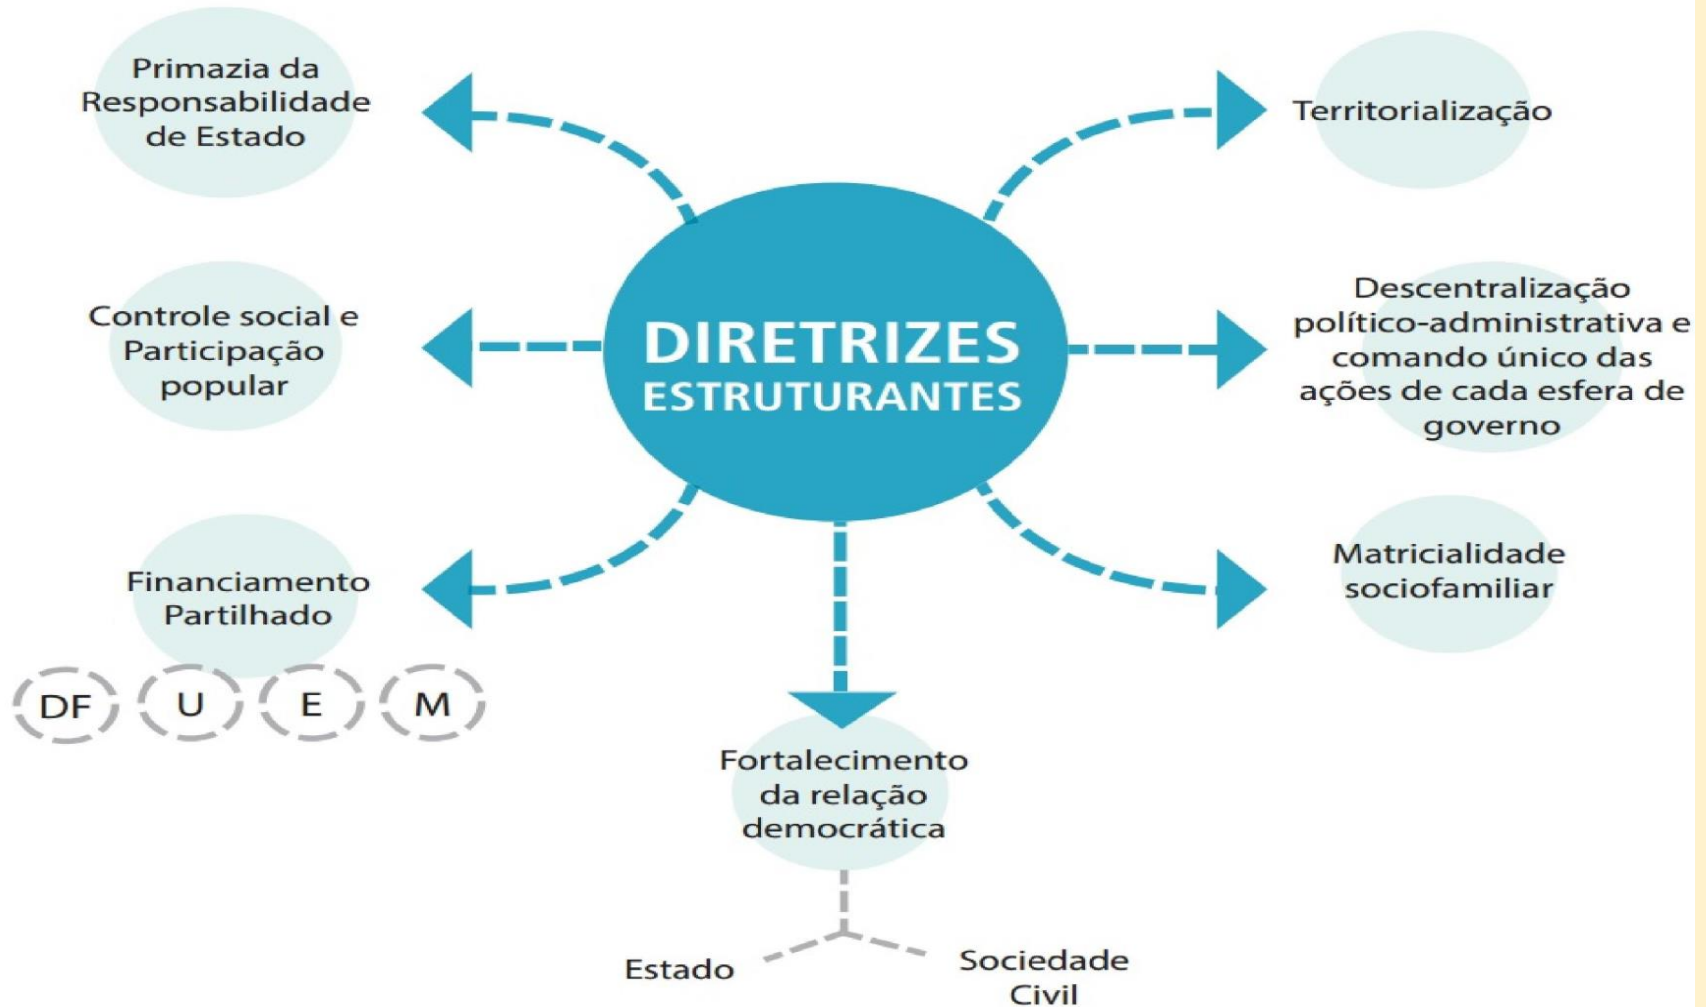 Primazia da
Responsabilidade
de Estado
Territorialização
Controle social e
Participação
popular
DIRETRIZES
ESTRUTURANTES
Descentralização
político-administrativa e
comando único das
ações de cada esfera de
governo
Financiamento
Partilhado
DF U E M
Matricialidade
sociofamiliar
Fortalecimento
da relação
democrática
Estado
Sociedade
Civil